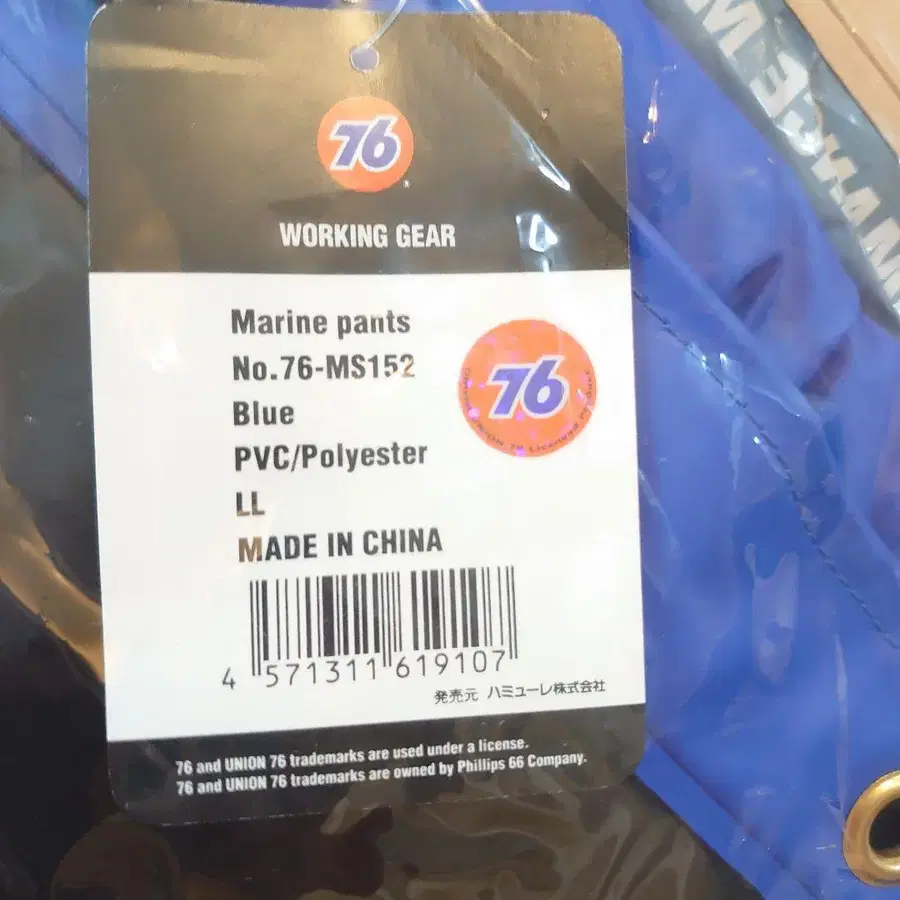 76
WORKING GEAR
Marine pants
No.76-MS152
Blue
PVC/Polyester
LL
MADE IN CHINA
76
4 571311 619107
発売元 ハミューレ株式会社
76 and UNION 76 trademarks are used under a license.
76 and UNION 76 trademarks are owned by Phillips 66 Company.